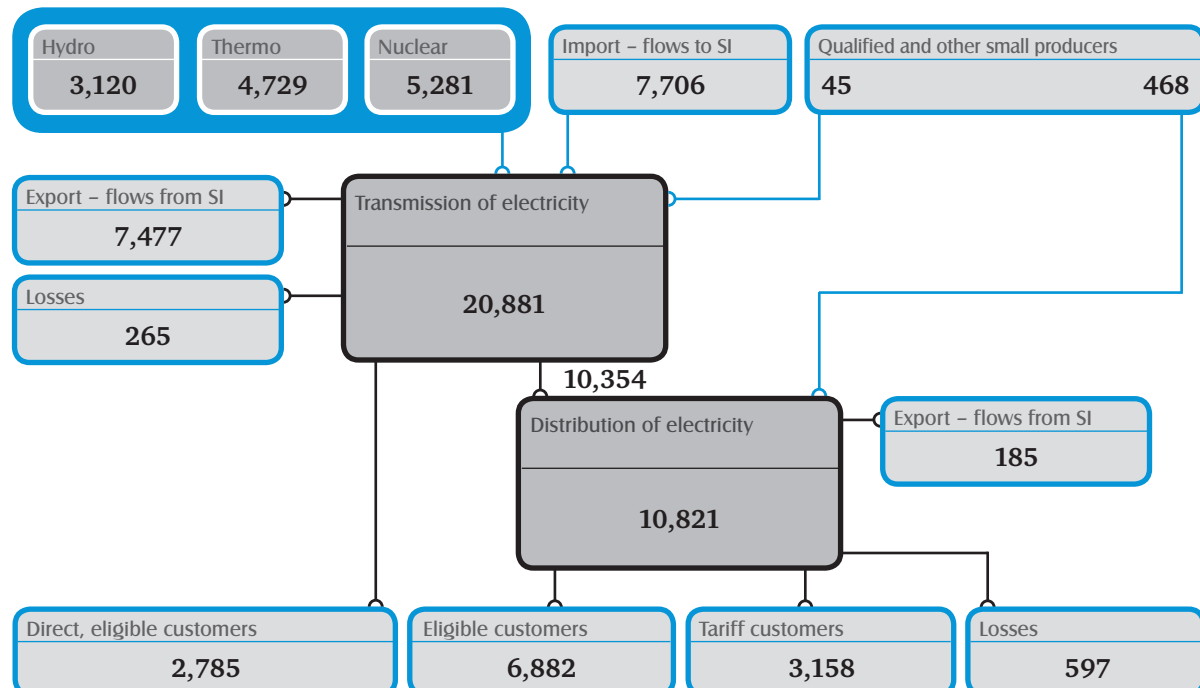 Hydro
3,120
Thermo
4,729
Nuclear
5,281
Import – flows to SI
7,706
Qualified and other small producers
45 468
Export – flows from SI
7,477
Transmission of electricity
20,881
Losses
265
10,354
Distribution of electricity
10,821
Export – flows from SI
185
Direct, eligible customers
2,785
Eligible customers
6,882
Tariff customers
3,158
Losses
597